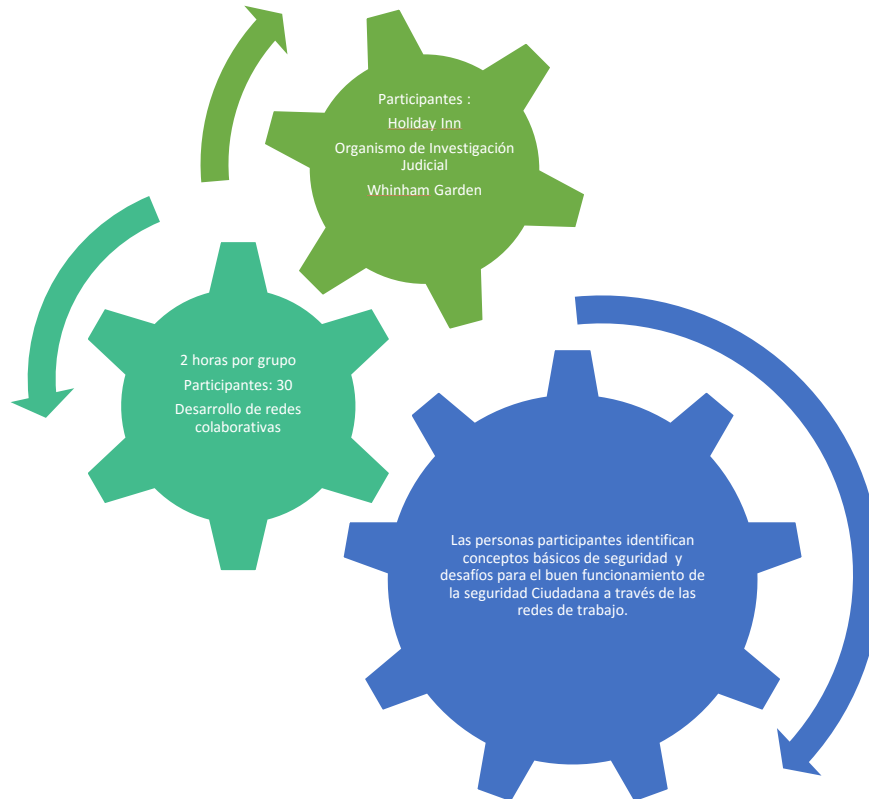 Participantes :
Holiday Inn
Organismo de Investigación
Judicial
Whinham Garden
2 horas por grupo
Participantes: 30
Desarrollo de redes
colaborativas
Las personas participantes identifican
conceptos básicos de seguridad y
desafíos para el buen funcionamiento de
la seguridad Ciudadana a través de las
redes de trabajo.